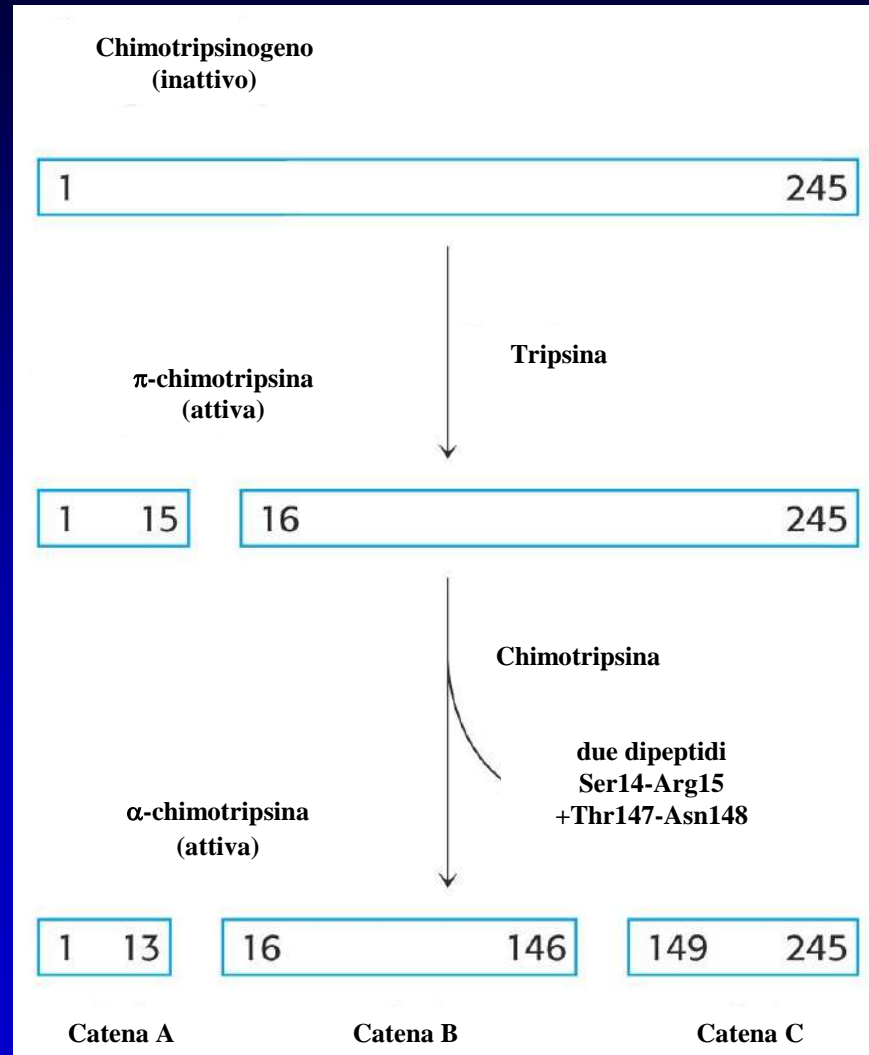 Chimotripsinogeno
(inattivo)
1 245
Tripsina
π-chimotripsina
(attiva)
1 15 16 245
Chimotripsina
due dipeptidi
Ser14-Arg15
+Thr147-Asn148
α-chimotripsina
(attiva)
1 13 16 146 149 245
Catena A Catena B Catena C